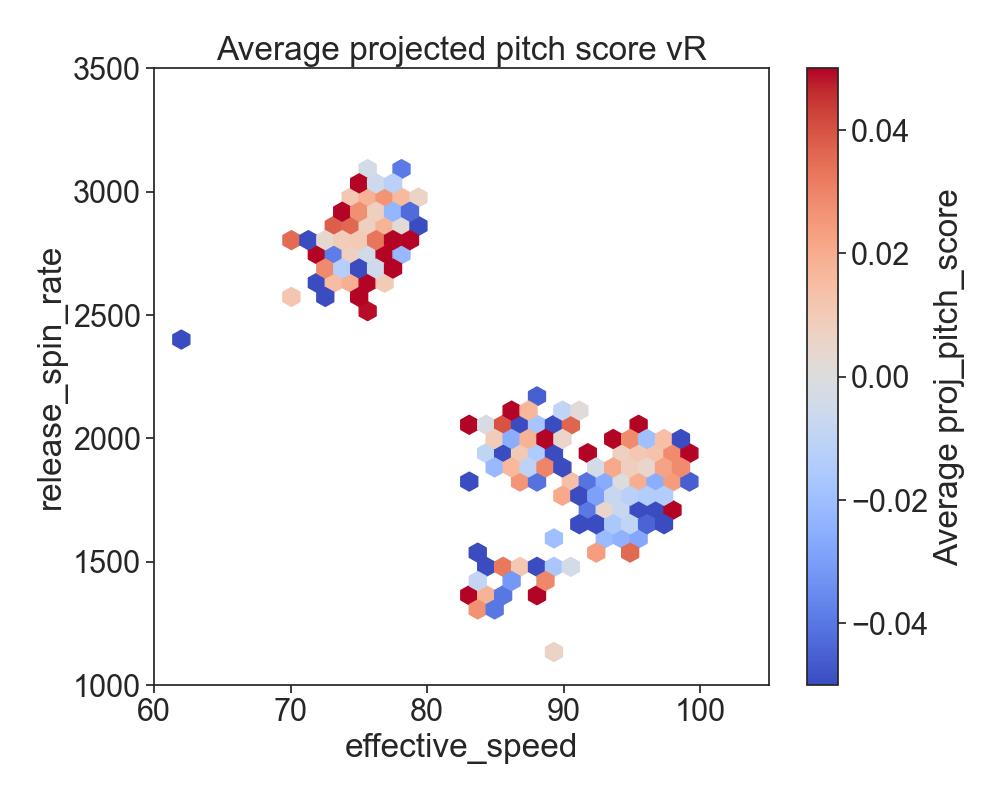 Average projected pitch score vR
3500
3000
2500
2000
1500
1000
release_spin_rate
60 70 80 90 100
effective_speed
0.04
0.02
0.00
−0.02
−0.04
Average proj_pitch_score